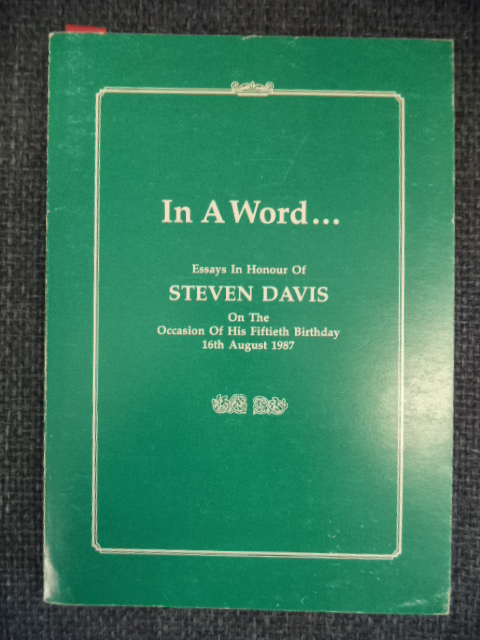 In A Word...
Essays In Honour Of
STEVEN DAVIS
On The
Occasion Of His Fiftieth Birthday
16th August 1987